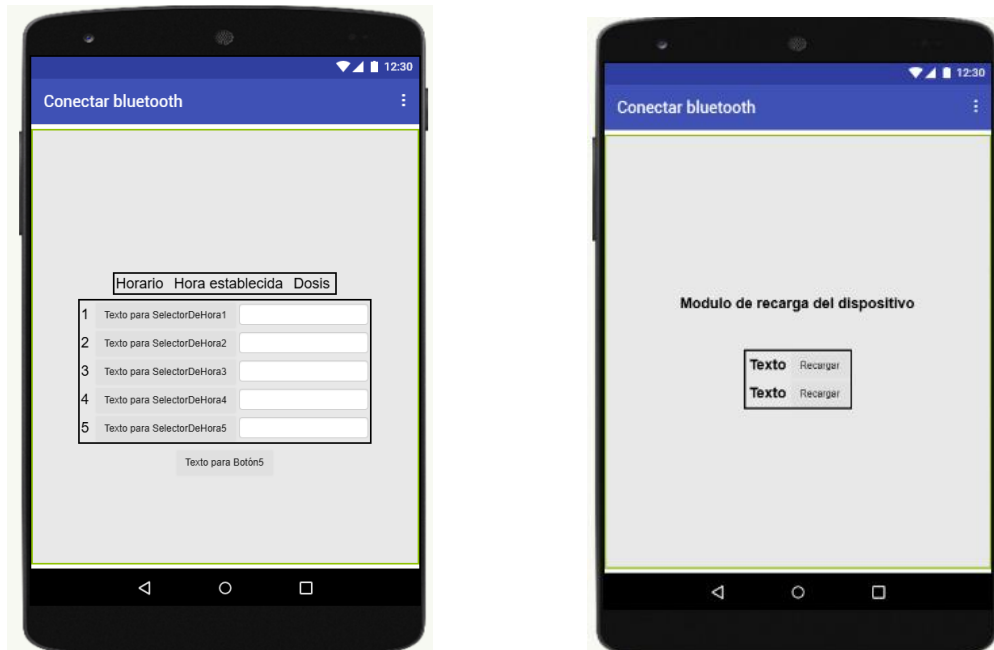 12:30
Conectar bluetooth
Horario Hora establecida Dosis
1 Texto para SelectorDeHora1
2 Texto para SelectorDeHora2
3 Texto para SelectorDeHora3
4 Texto para SelectorDeHora4
5 Texto para SelectorDeHora5
Texto para Botón5
12:30
Conectar bluetooth
Modulo de recarga del dispositivo
Texto Recargar
Texto Recargar